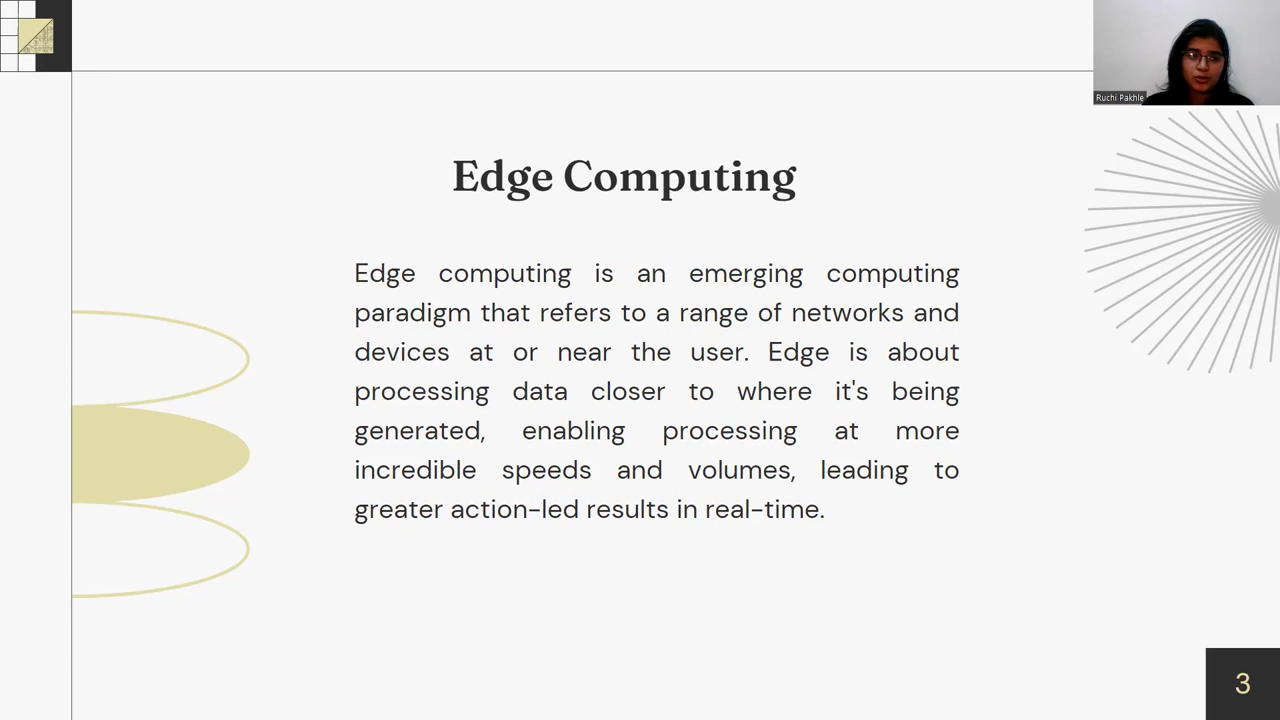 Ruchi Pakhle
Edge Computing
Edge computing is an emerging computing
paradigm that refers to a range of networks and
devices at or near the user. Edge is about
processing data closer to where it's being
generated, enabling processing at more
incredible speeds and volumes, leading to
greater action-led results in real-time.
3